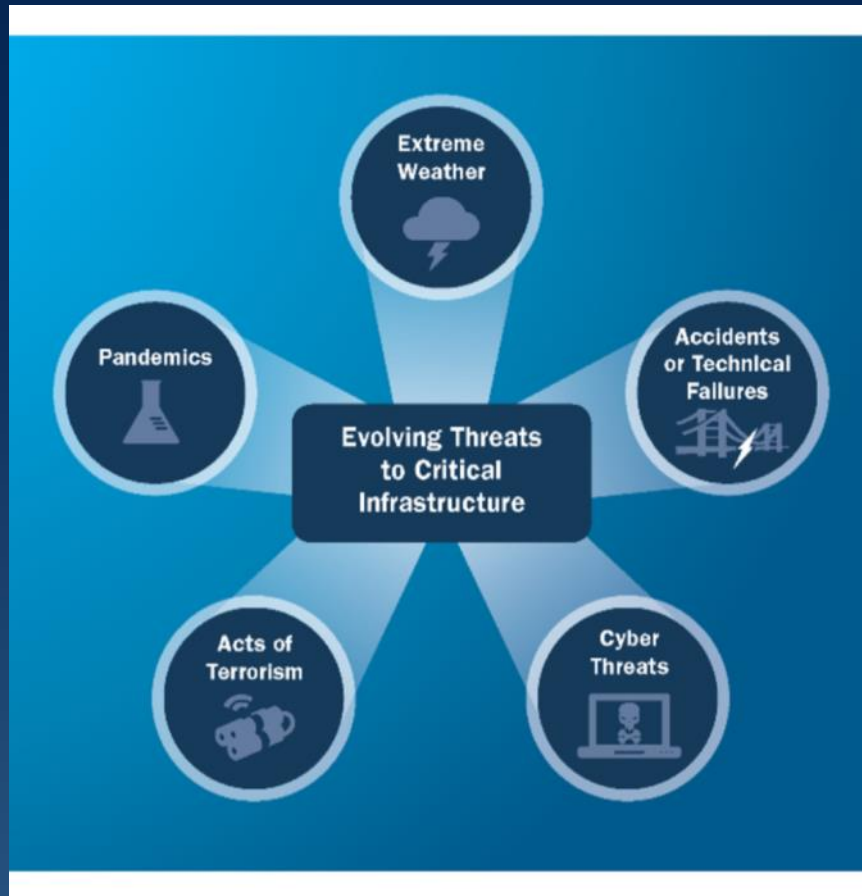 Extreme
Weather
Pandemics
Accidents
or Technical
Failures
Evolving Threats
to Critical
Infrastructure
Acts of
Terrorism
Cyber
Threats